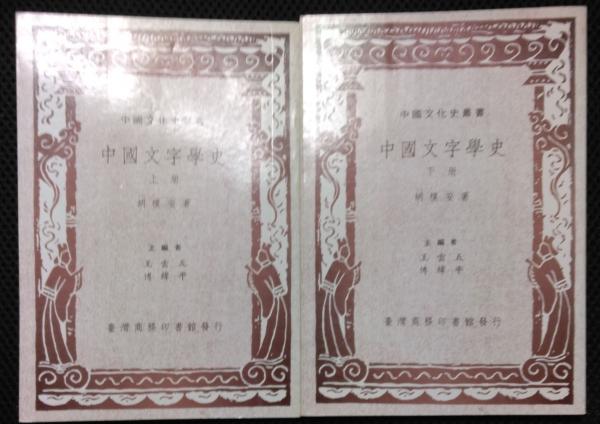 中國文化史叢書
中國文字學史
上册
胡樸安著
主編者
王雲五
傅緯平
臺灣商務印書館發行
中國文化史叢書
中國文字學史
下册
胡樸安著
主編者
王雲五
傅緯平
臺灣商務印書館發行